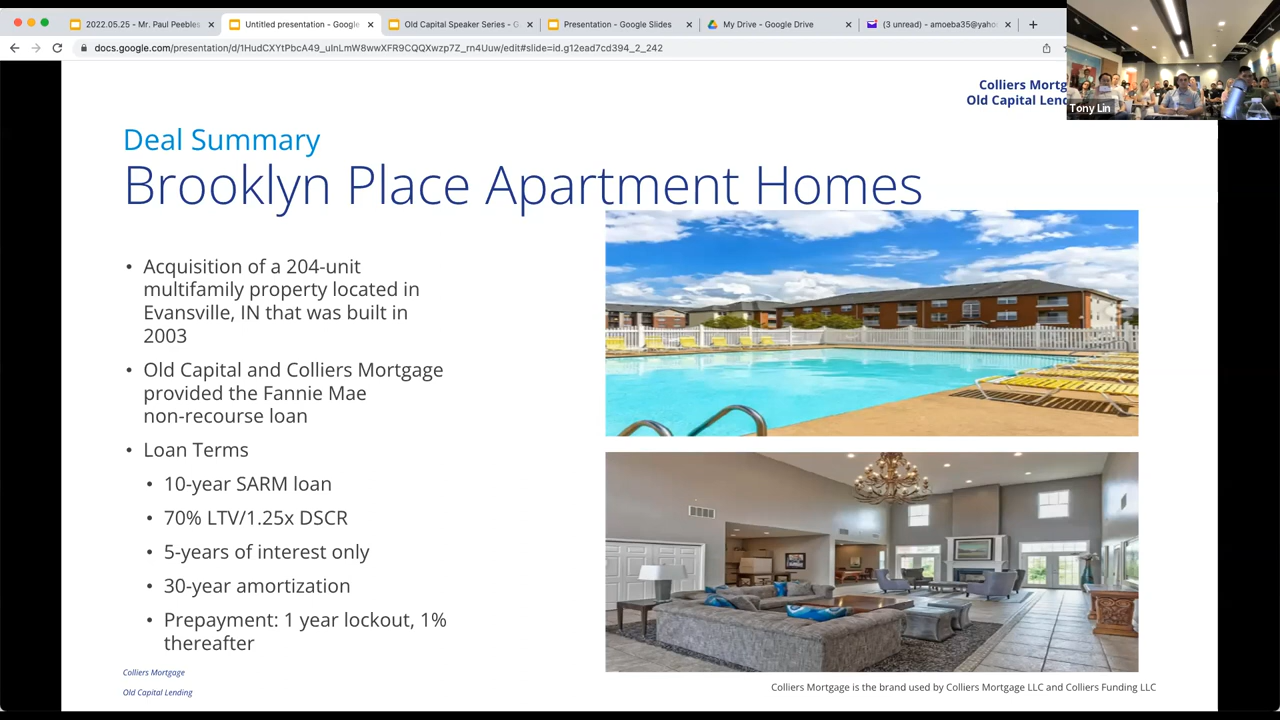 2022.05.25 - Mr. Paul Peebles
Untitled presentation - Google
Old Capital Speaker Series - G
Presentation - Google Slides
My Drive - Google Drive
(3 unread) - amoeba35@yaho
docs.google.com/presentation/d/1HudCXYtPbcA49_uInLmW8wwXFR9CQQXwzp7Z_rn4Uuw/edit#slide=id.g12ead7cd394_2_242
Colliers Mortg
Old Capital Lenc
Tony Lin
Deal Summary
Brooklyn Place Apartment Homes
• Acquisition of a 204-unit
multifamily property located in
Evansville, IN that was built in
2003
• Old Capital and Colliers Mortgage
provided the Fannie Mae
non-recourse loan
• Loan Terms
• 10-year SARM loan
• 70% LTV/1.25x DSCR
• 5-years of interest only
• 30-year amortization
• Prepayment: 1 year lockout, 1%
thereafter
Colliers Mortgage
Old Capital Lending
Colliers Mortgage is the brand used by Colliers Mortgage LLC and Colliers Funding LLC